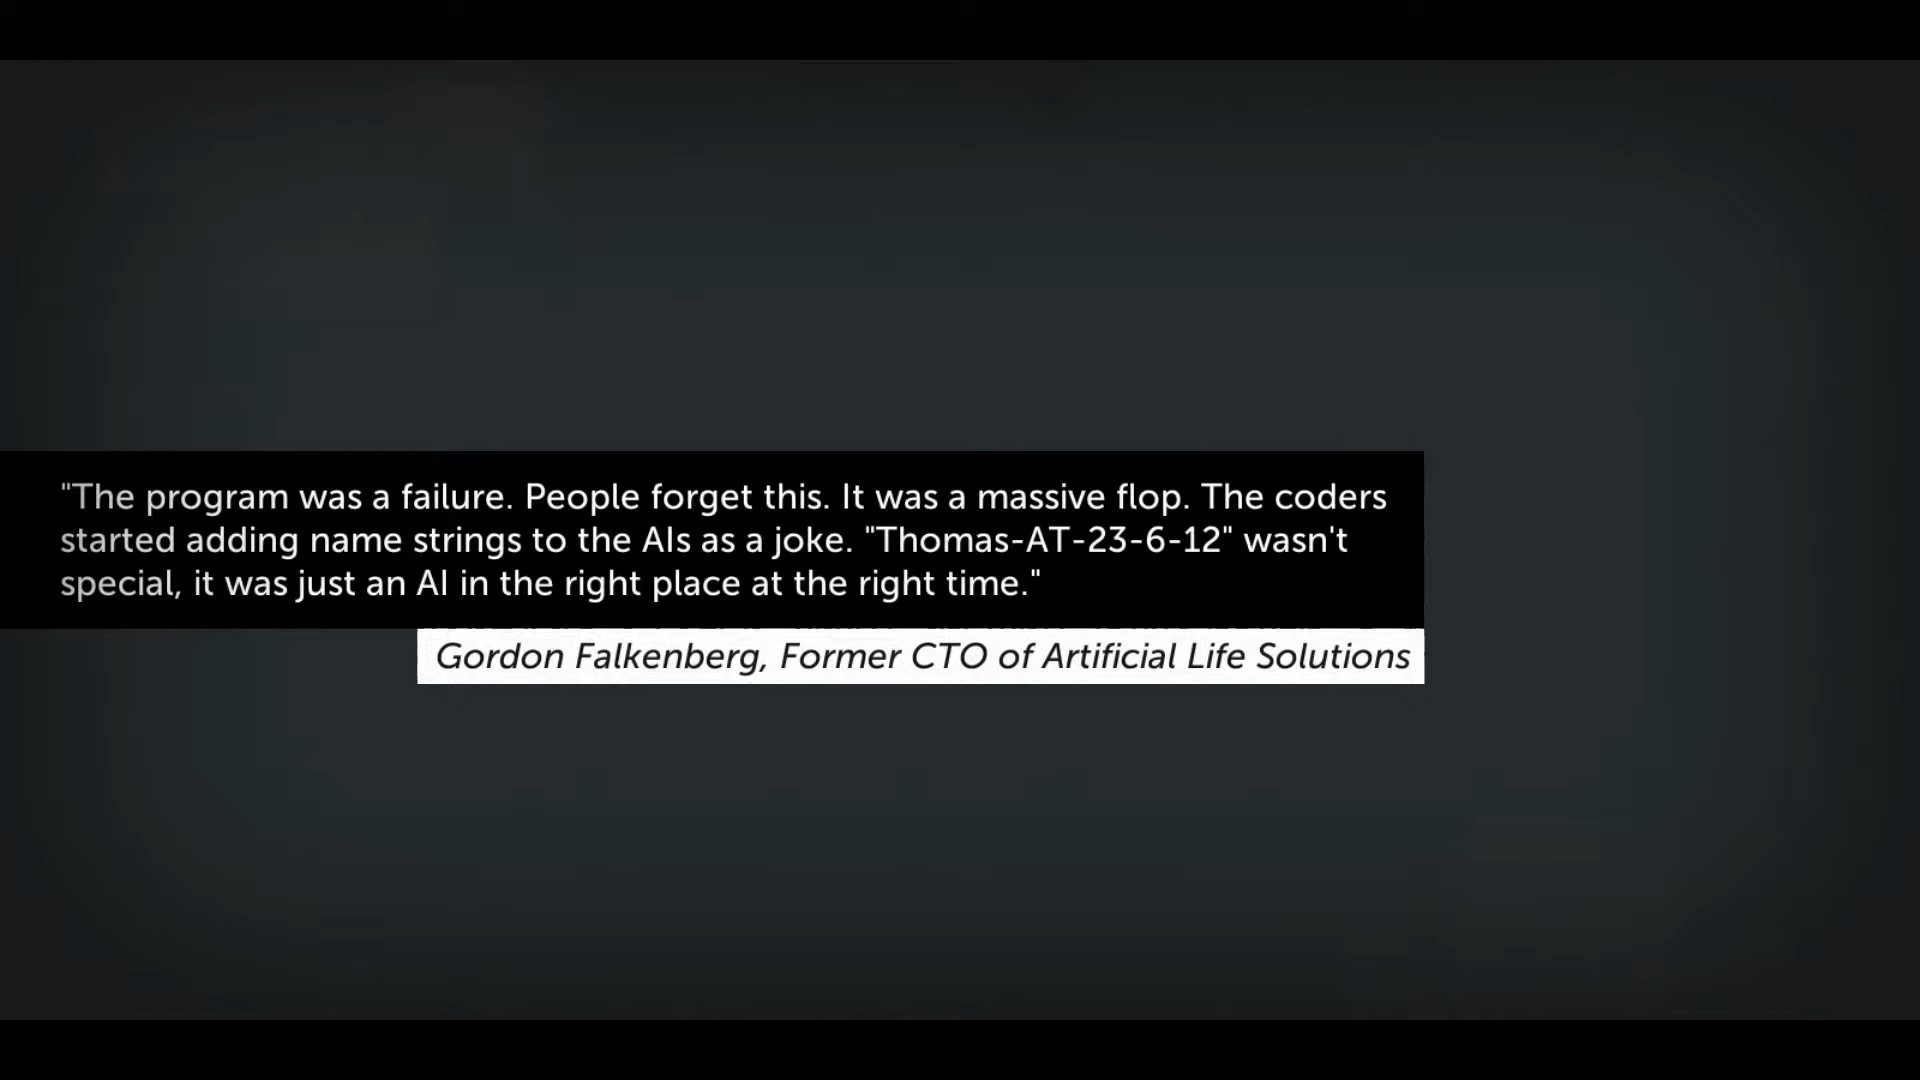 "The program was a failure. People forget this. It was a massive flop. The coders
started adding name strings to the AIs as a joke. "Thomas-AT-23-6-12" wasn't
special, it was just an AI in the right place at the right time."
Gordon Falkenberg, Former CTO of Artificial Life Solutions